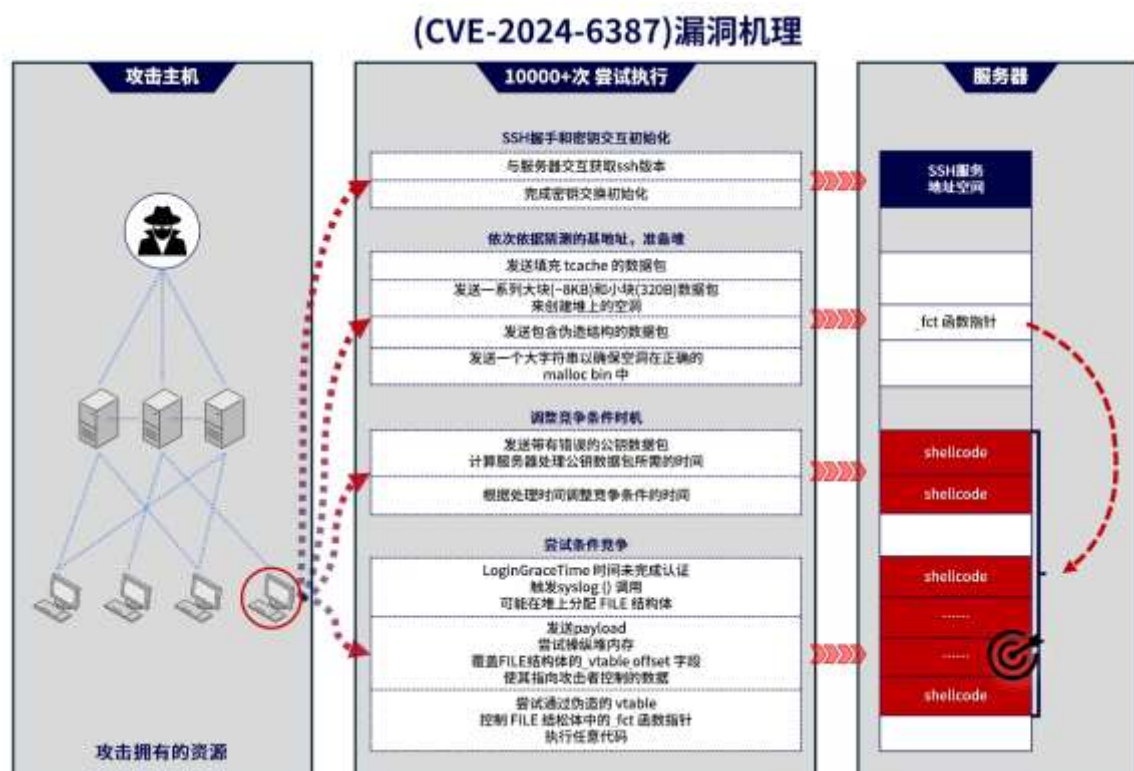 (CVE-2024-6387)漏洞机理
攻击主机
攻击拥有的资源
10000+次 尝试执行
SSH握手和密钥交互初始化
与服务器交互获取ssh版本
完成密钥交换初始化
依次依据猜测的基地址，准备堆
发送填充 tcache 的数据包
发送一系列大块(~8KB)和小块(320B)数据包
来创建堆上的空洞
发送包含伪造结构的数据包
发送一个大字符串以确保空洞在正确的
malloc bin 中
调整竞争条件时机
发送带有错误的公钥数据包
计算服务器处理公钥数据包所需的时间
根据处理时间调整竞争条件的时间
尝试条件竞争
LoginGraceTime 时间未完成认证
触发syslog () 调用
可能在堆上分配 FILE 结构体
发送payload
尝试操纵堆内存
覆盖FILE结构体的_vtable_offset 字段
使其指向攻击者控制的数据
尝试通过伪造的 vtable
控制 FILE 结松体中的_fct 函数指针
执行任意代码
服务器
SSH服务
地址空间
_fct 函数指针
shellcode
shellcode
shellcode
......
......
shellcode